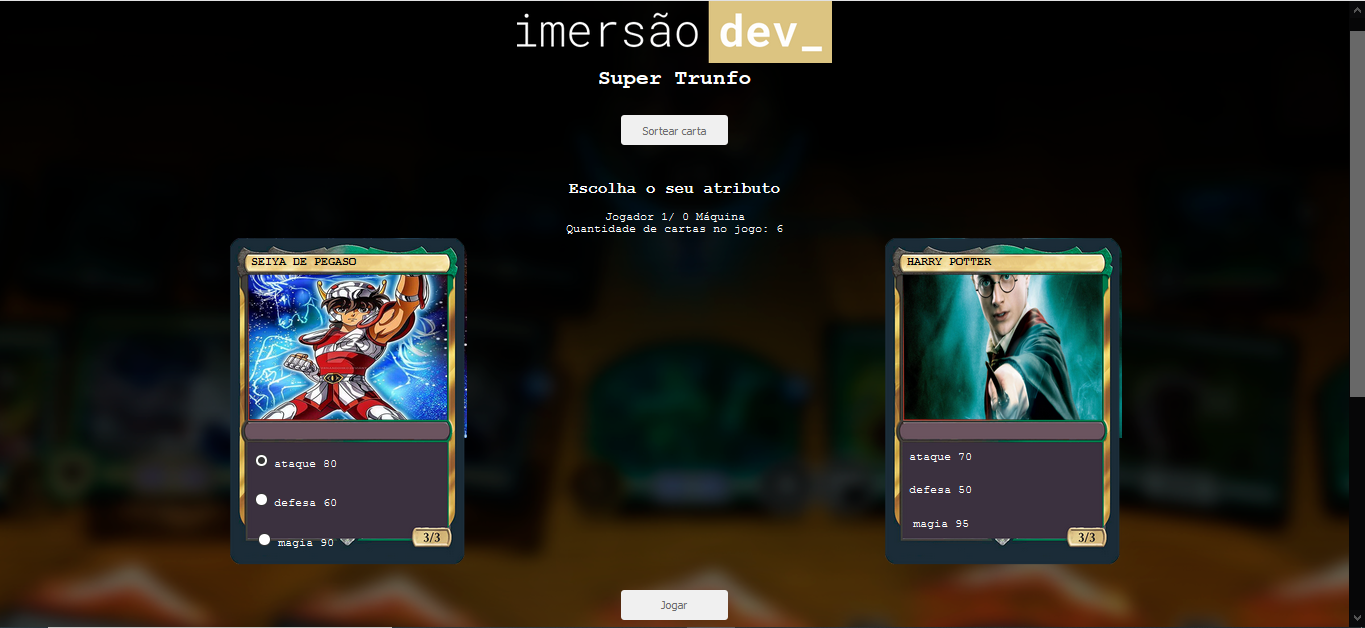 imersão dev_
Super Trunfo
Sortear carta
Escolha o seu atributo
Jogador 1/ 0 Máquina
Quantidade de cartas no jogo: 6
SEIYA DE PEGASO
ataque 80
defesa 60
magia 90
3/3
HARRY POTTER
ataque 70
defesa 50
magia 95
3/3
Jogar